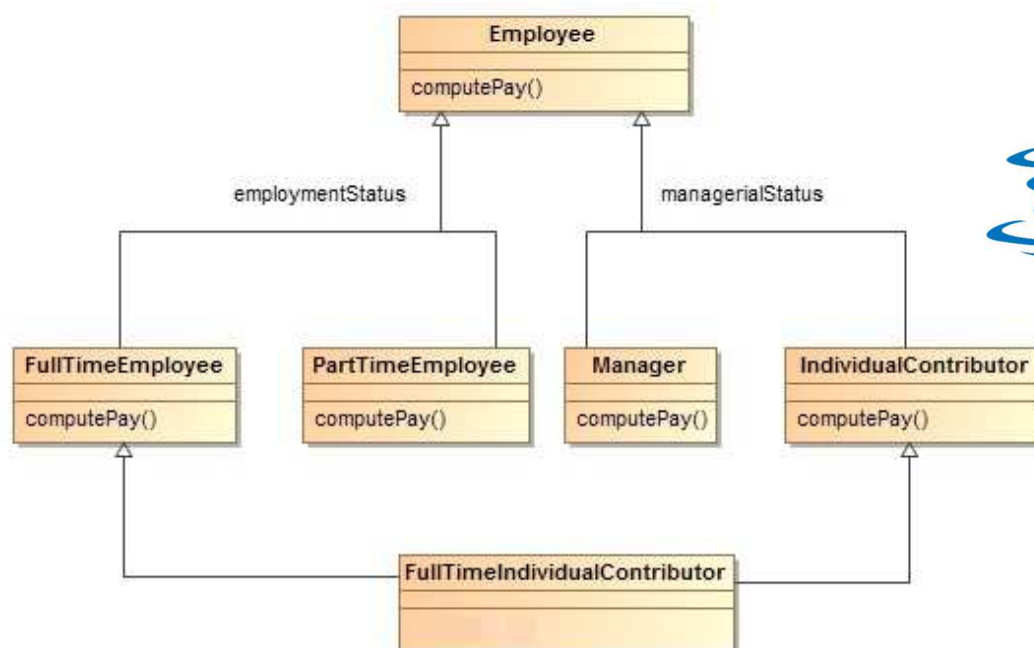 Employee
computePay()
employmentStatus
managerialStatus
FullTimeEmployee
computePay()
PartTimeEmployee
computePay()
Manager
computePay()
IndividualContributor
computePay()
FullTimeIndividualContributor